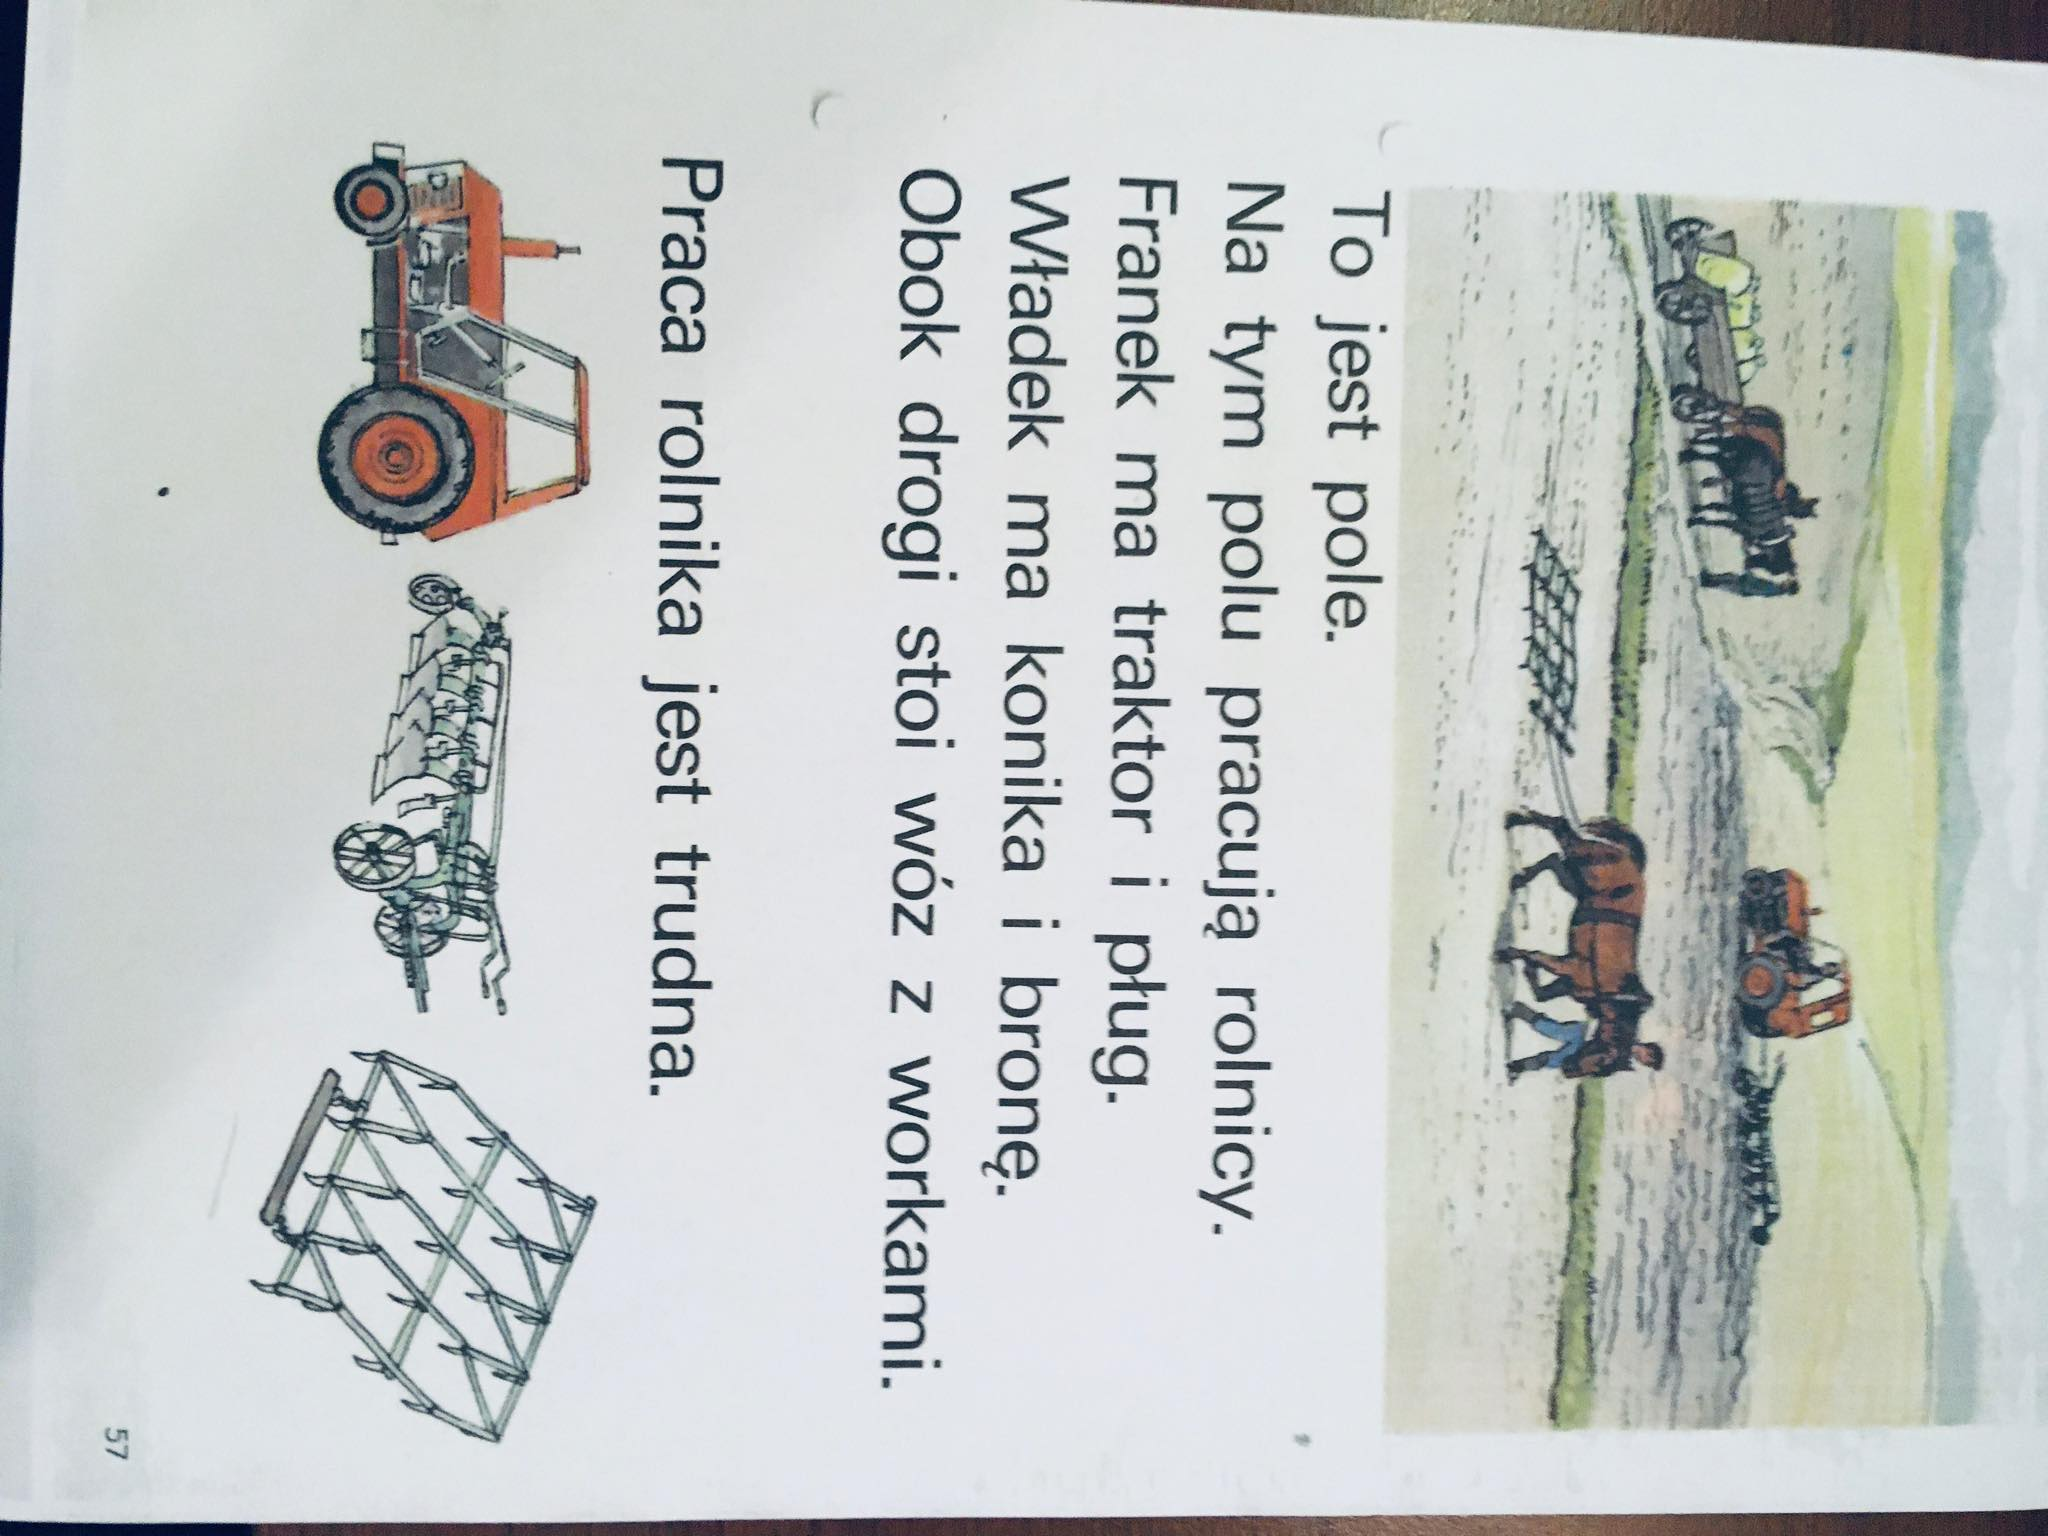 To jest pole.
Na tym polu pracują rolnicy.
Franek ma traktor i pług.
Władek ma konika i bronę.
Obok drogi stoi wóz z workami.
Praca rolnika jest trudna.
57